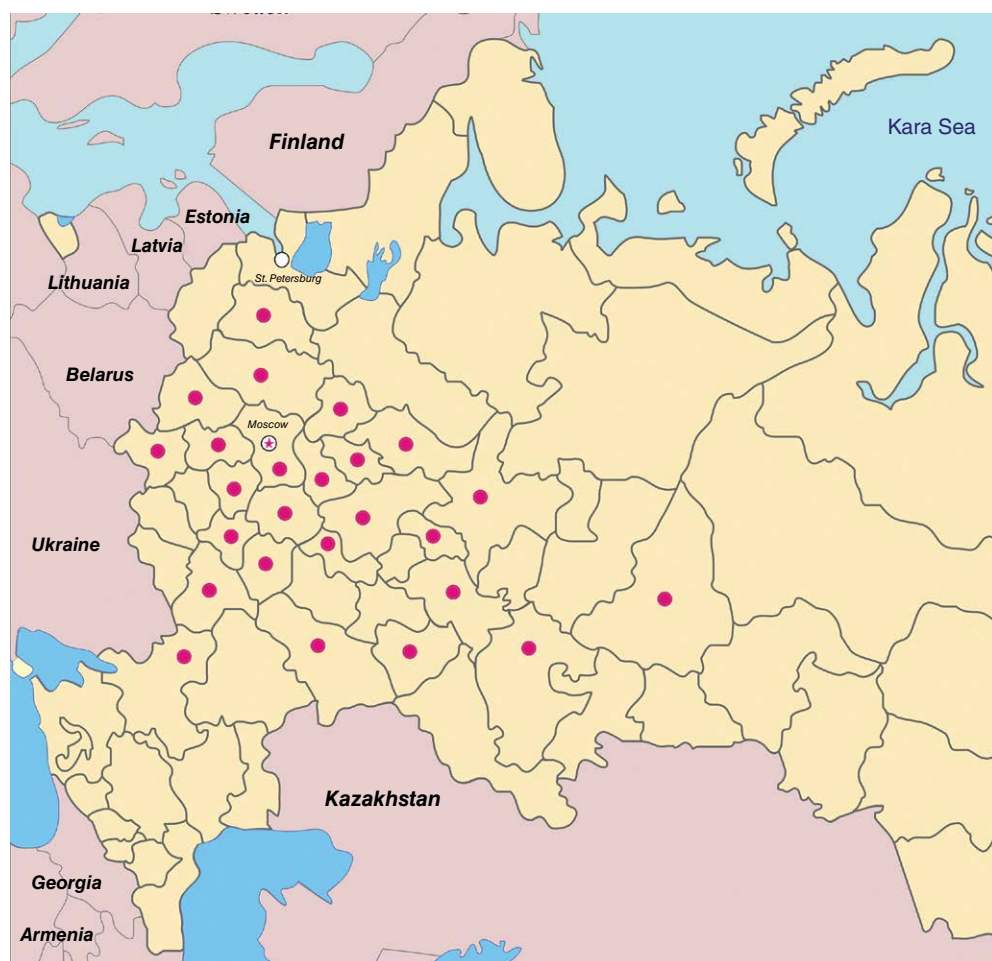 Finland
Kara Sea
Estonia
Latvia
St. Petersburg
Lithuania
Belarus
Moscow
Ukraine
Kazakhstan
Georgia
Armenia